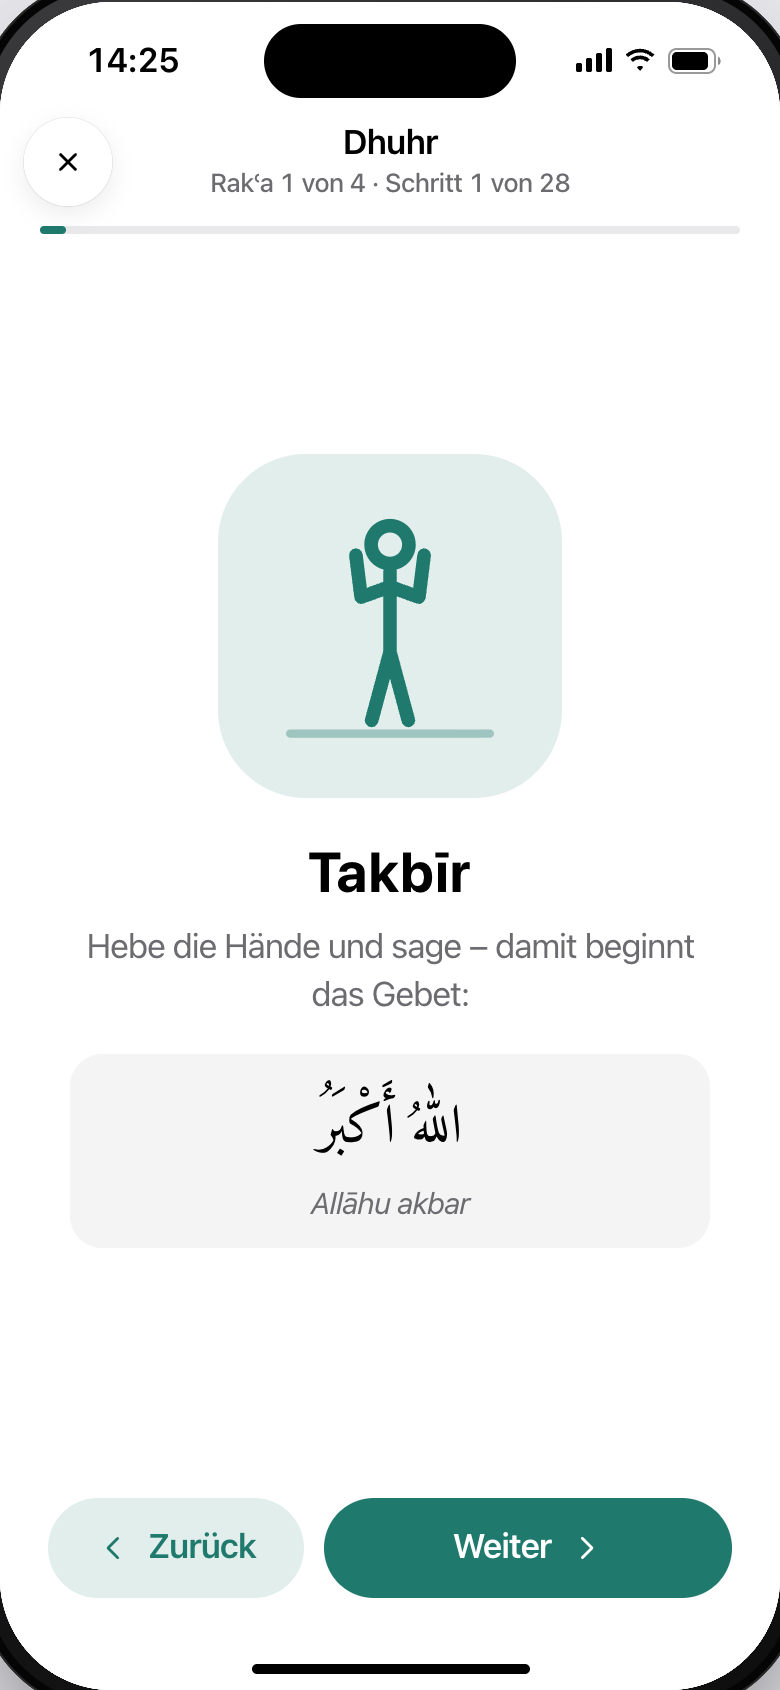 14:25
Dhuhr
Rakʿa 1 von 4 · Schritt 1 von 28
Takbīr
Hebe die Hände und sage – damit beginnt
das Gebet:
اللّٰهُ أَكْبَرُ
Allāhu akbar
Zurück
Weiter